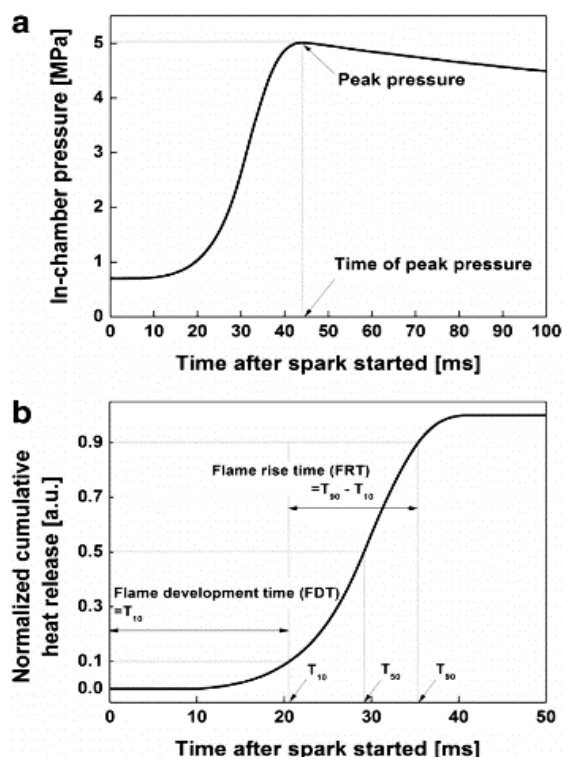 a
In-chamber pressure [MPa]
5
4
3
2
1
0
Peak pressure
Time of peak pressure
0 10 20 30 40 50 60 70 80 90 100
Time after spark started [ms]
b
Normalized cumulative
heat release [a.u.]
0.9
0.7
0.5
0.3
0.1
0.0
Flame rise time (FRT)
=T₉₀ - T₁₀
Flame development time (FDT)
=T₁₀
T₁₀ T₅₀ T₉₀
0 10 20 30 40 50
Time after spark started [ms]